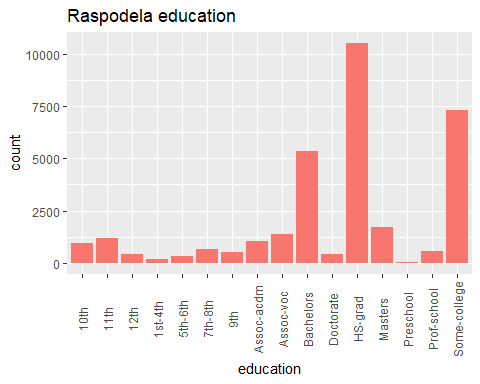 Raspodela education
count
10000
7500
5000
2500
0
10th
11th
12th
1st-4th
5th-6th
7th-8th
9th
Assoc-acdm
Assoc-voc
Bachelors
Doctorate
HS-grad
Masters
Preschool
Prof-school
Some-college
education